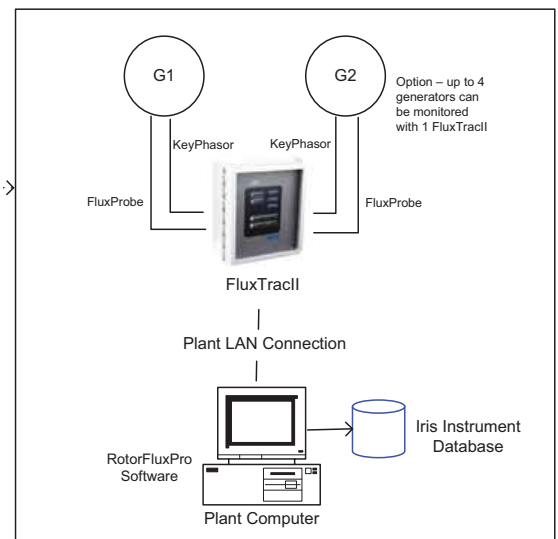 G1
G2
Option – up to 4
generators can
be monitored
with 1 FluxTracII
KeyPhasor
KeyPhasor
FluxProbe
FluxProbe
FluxTracII
Plant LAN Connection
RotorFluxPro
Software
Iris Instrument
Database
Plant Computer